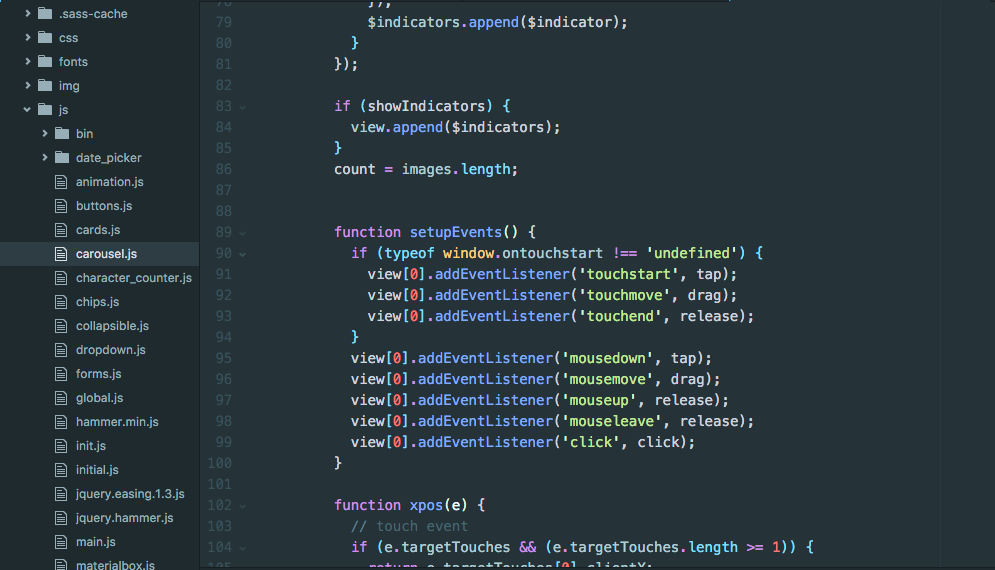 .sass-cache
css
fonts
img
js
bin
date_picker
animation.js
buttons.js
cards.js
carousel.js
character_counter.js
chips.js
collapsible.js
dropdown.js
forms.js
global.js
hammer.min.js
init.js
initial.js
jquery.easing.1.3.js
jquery.hammer.js
main.js
materialbox.js
78 });
79 $indicators.append($indicator);
80 }
81 });
82
83 if (showIndicators) {
84 view.append($indicators);
85 }
86 count = images.length;
87
88
89 function setupEvents() {
90 if (typeof window.ontouchstart !== 'undefined') {
91 view[0].addEventListener('touchstart', tap);
92 view[0].addEventListener('touchmove', drag);
93 view[0].addEventListener('touchend', release);
94 }
95 view[0].addEventListener('mousedown', tap);
96 view[0].addEventListener('mousemove', drag);
97 view[0].addEventListener('mouseup', release);
98 view[0].addEventListener('mouseleave', release);
99 view[0].addEventListener('click', click);
100 }
101
102 function xpos(e) {
103 // touch event
104 if (e.targetTouches && (e.targetTouches.length >= 1)) {
105 return e.targetTouches[0].clientX;